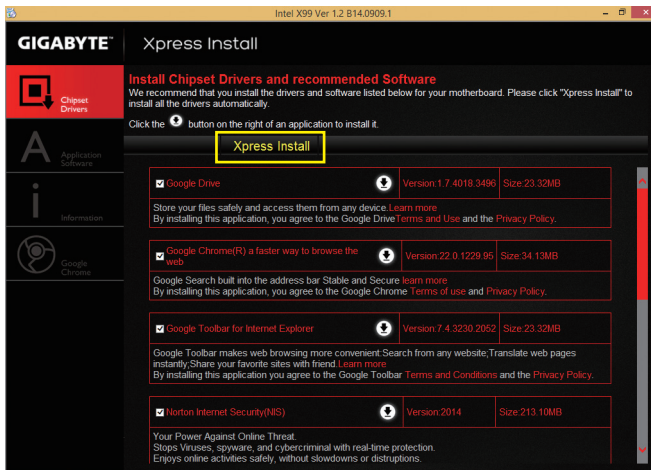 Intel X99 Ver 1.2 B14.0909.1
GIGABYTE™
Xpress Install
Chipset
Drivers
Application
Software
Information
Google
Chrome
Install Chipset Drivers and recommended Software
We recommend that you install the drivers and software listed below for your motherboard. Please click "Xpress Install" to
install all the drivers automatically.
Click the button on the right of an application to install it.
Xpress Install
Google Drive Version:1.7.4018.3496 Size:23.32MB
Store your files safely and access them from any device.Learn more
By installing this application, you agree to the Google DriveTerms and Use and the Privacy Policy.
Google Chrome(R) a faster way to browse the
web Version:22.0.1229.95 Size:34.13MB
Google Search built into the address bar Stable and Secure learn more
By installing this application, you agree to the Google Chrome Terms of use and Privacy Policy.
Google Toolbar for Internet Explorer Version:7.4.3230.2052 Size:23.32MB
Google Toolbar makes web browsing more convenient:Search from any website;Translate web pages
instantly;Share your favorite sites with friend.Learn more
By installing this application you agree to the Google Toolbar Terms and Conditions and the Privacy Policy.
Norton Internet Security(NIS) Version:2014 Size:213.10MB
Your Power Against Online Threat.
Stops Viruses, spyware, and cybercriminal with real-time protection.
Enjoys online activities safely, without slowdowns or distruptions.